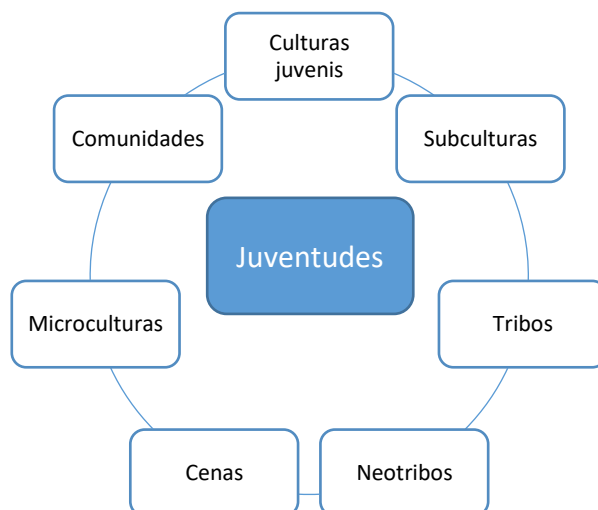 Culturas
juvenis
Comunidades
Subculturas
Juventudes
Microculturas
Tribos
Cenas
Neotribos